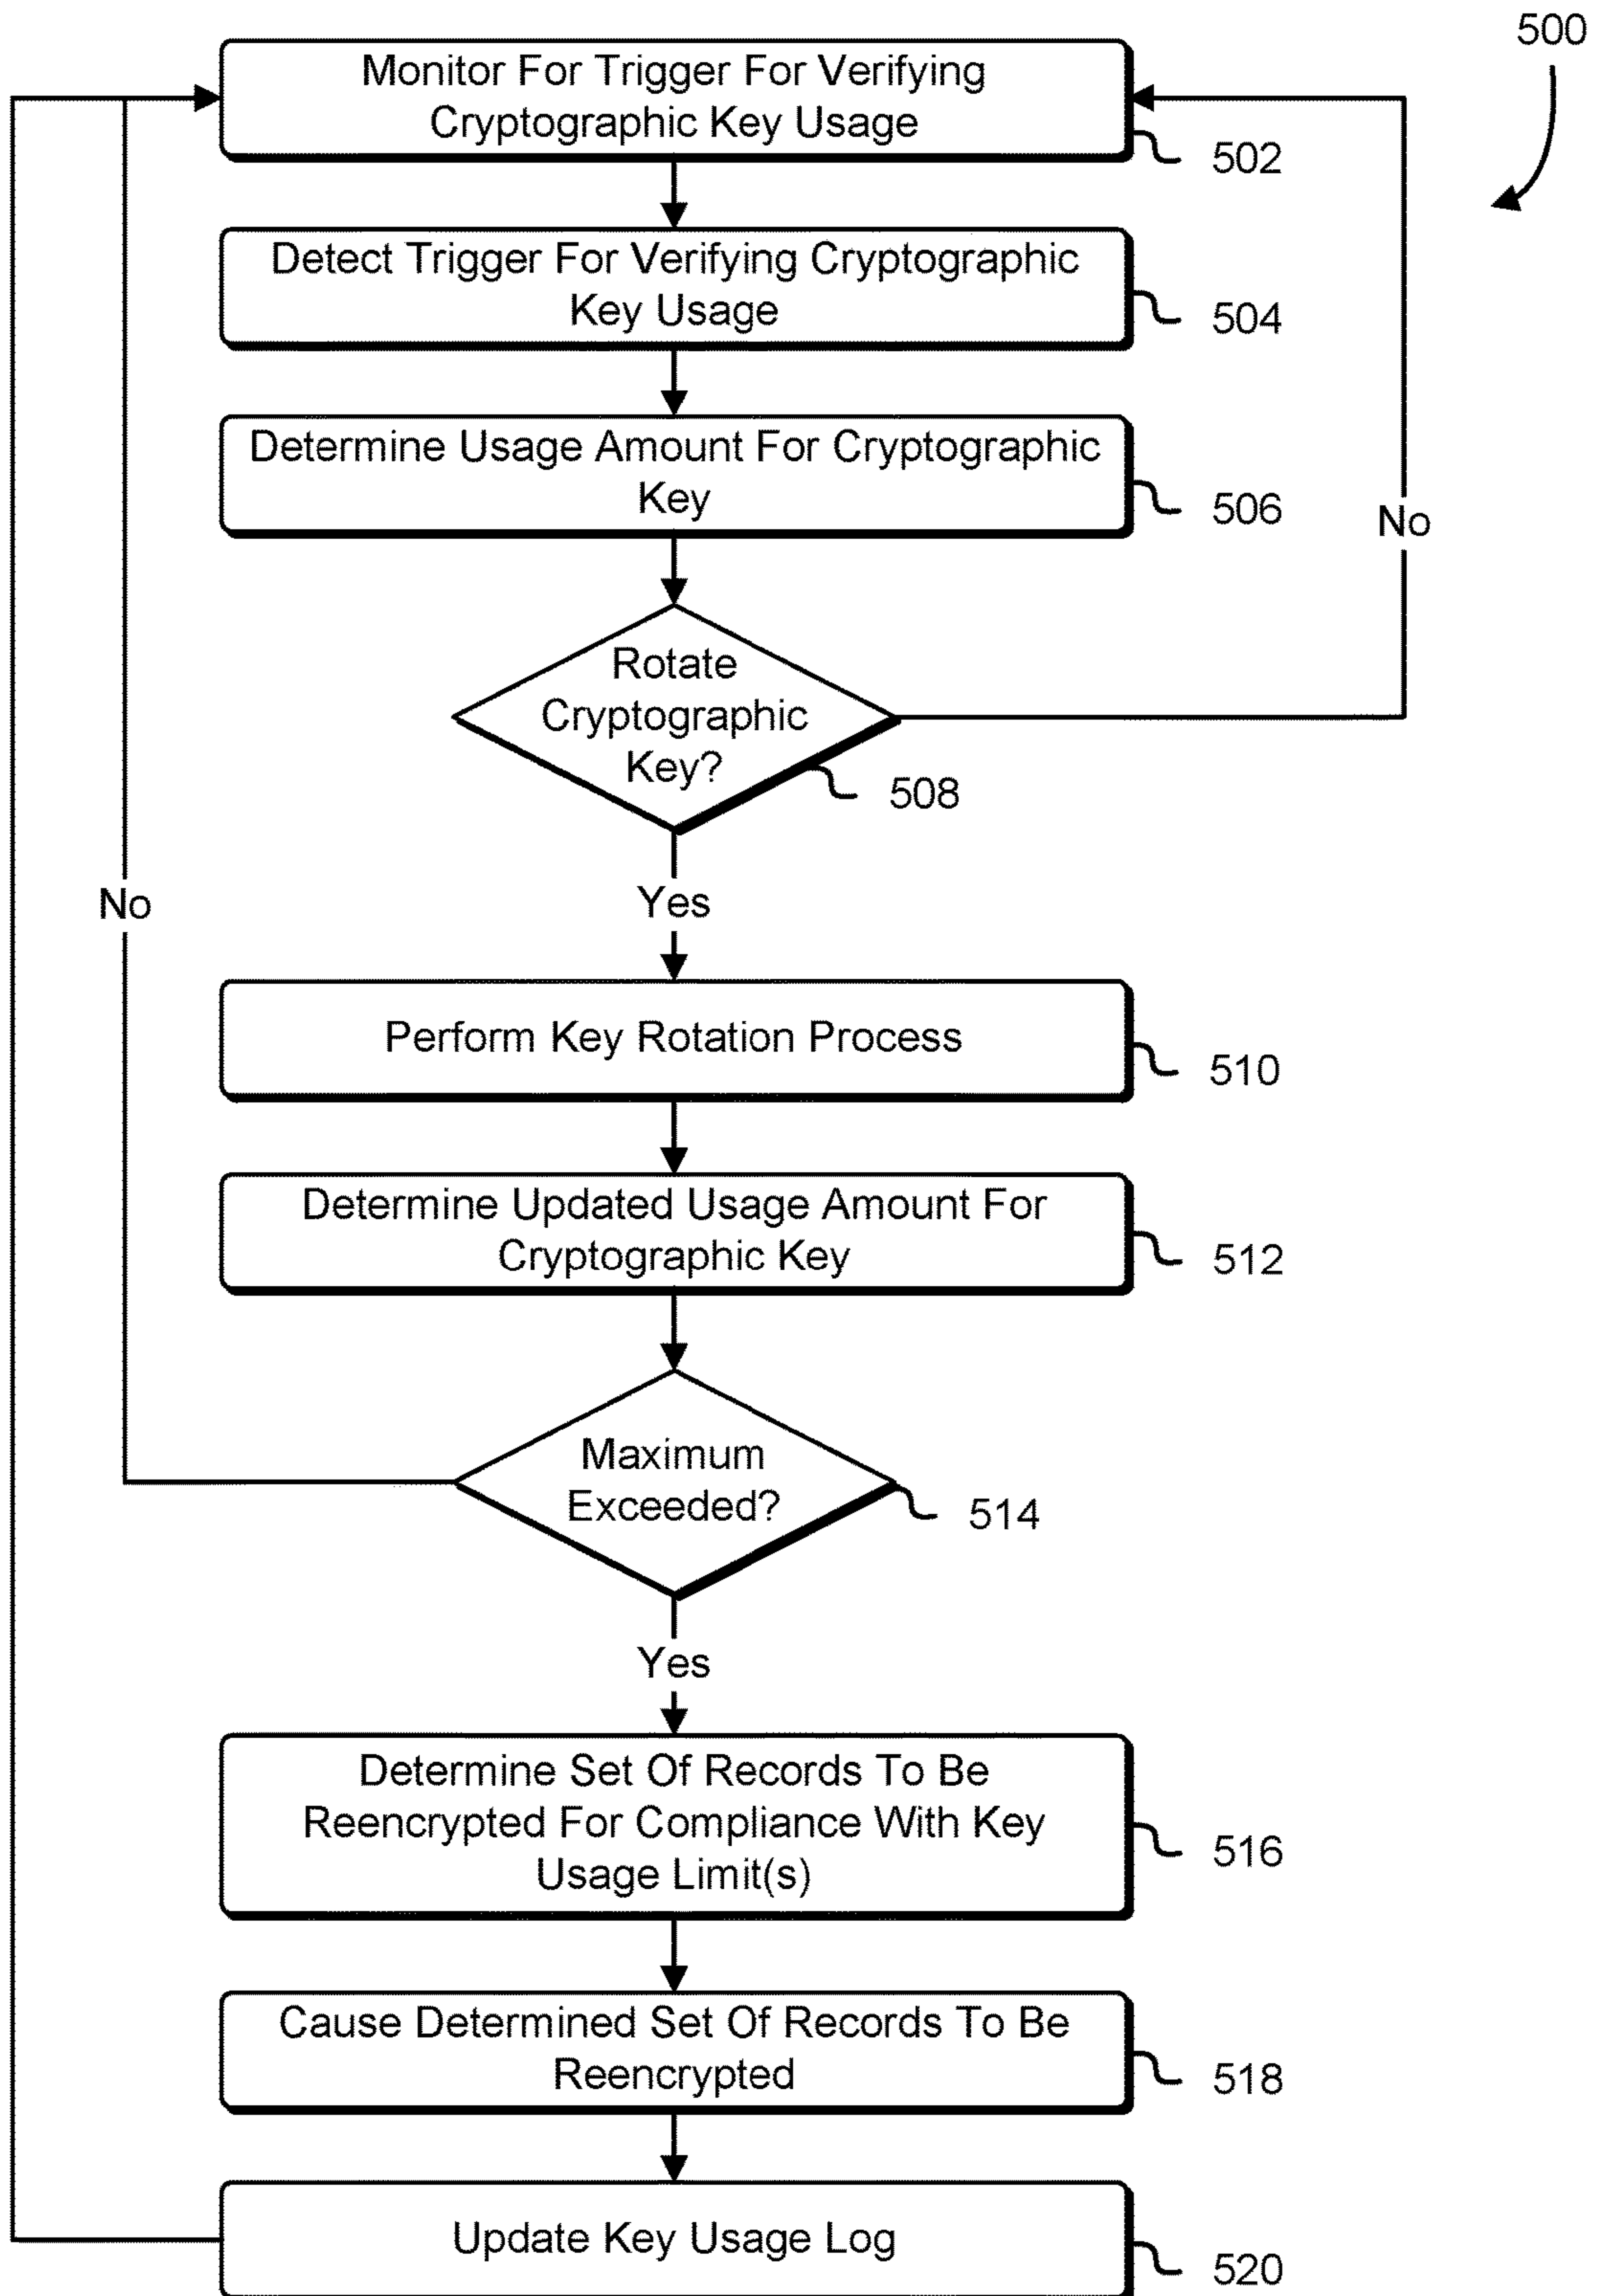 500
Monitor For Trigger For Verifying
Cryptographic Key Usage
502
Detect Trigger For Verifying Cryptographic
Key Usage
504
Determine Usage Amount For Cryptographic
Key
506
No
Rotate
Cryptographic
Key?
508
No
Yes
Perform Key Rotation Process
510
Determine Updated Usage Amount For
Cryptographic Key
512
Maximum
Exceeded?
514
Yes
Determine Set Of Records To Be
Reencrypted For Compliance With Key
Usage Limit(s)
516
Cause Determined Set Of Records To Be
Reencrypted
518
Update Key Usage Log
520